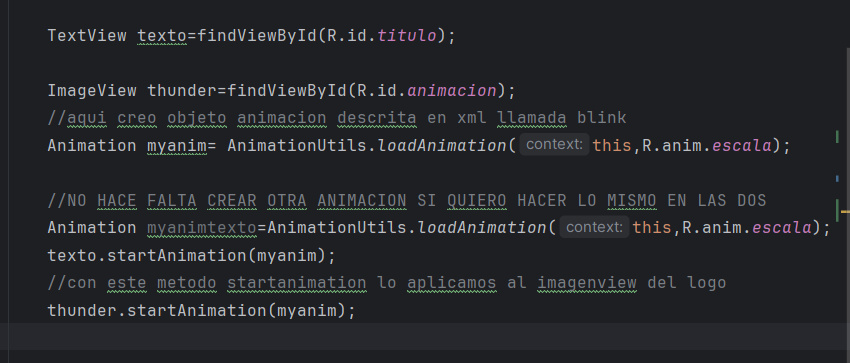 TextView texto=findViewById(R.id.titulo);
ImageView thunder=findViewById(R.id.animacion);
//aqui creo objeto animacion descrita en xml llamada blink
Animation myanim= AnimationUtils.loadAnimation( context: this,R.anim.escala);
//NO HACE FALTA CREAR OTRA ANIMACION SI QUIERO HACER LO MISMO EN LAS DOS
Animation myanimtexto=AnimationUtils.loadAnimation( context: this,R.anim.escala);
texto.startAnimation(myanim);
//con este metodo startanimation lo aplicamos al imagenview del logo
thunder.startAnimation(myanim);